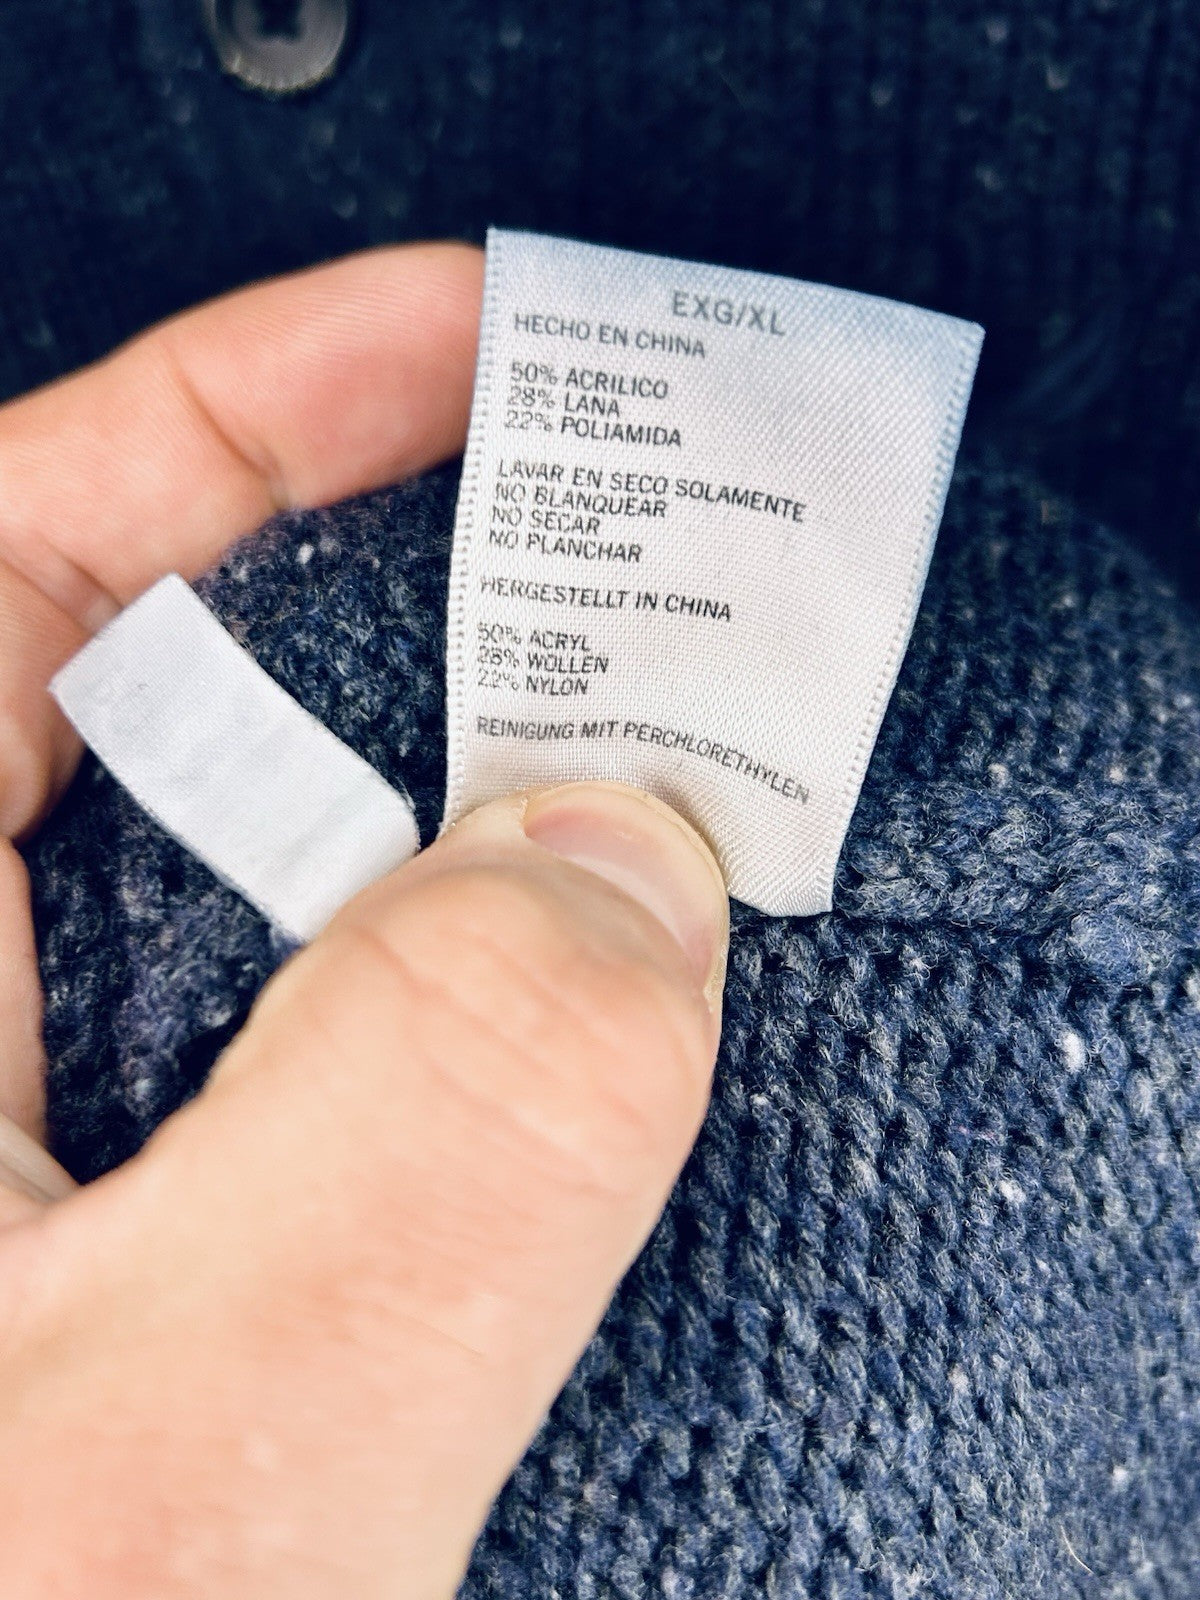 EXG/XL
HECHO EN CHINA
50% ACRILICO
28% LANA
22% POLIAMIDA
LAVAR EN SECO SOLAMENTE
NO BLANQUEAR
NO SECAR
NO PLANCHAR
HERGESTELLT IN CHINA
50% ACRYL
28% WOLLEN
22% NYLON
REINIGUNG MIT PERCHLORETHYLEN